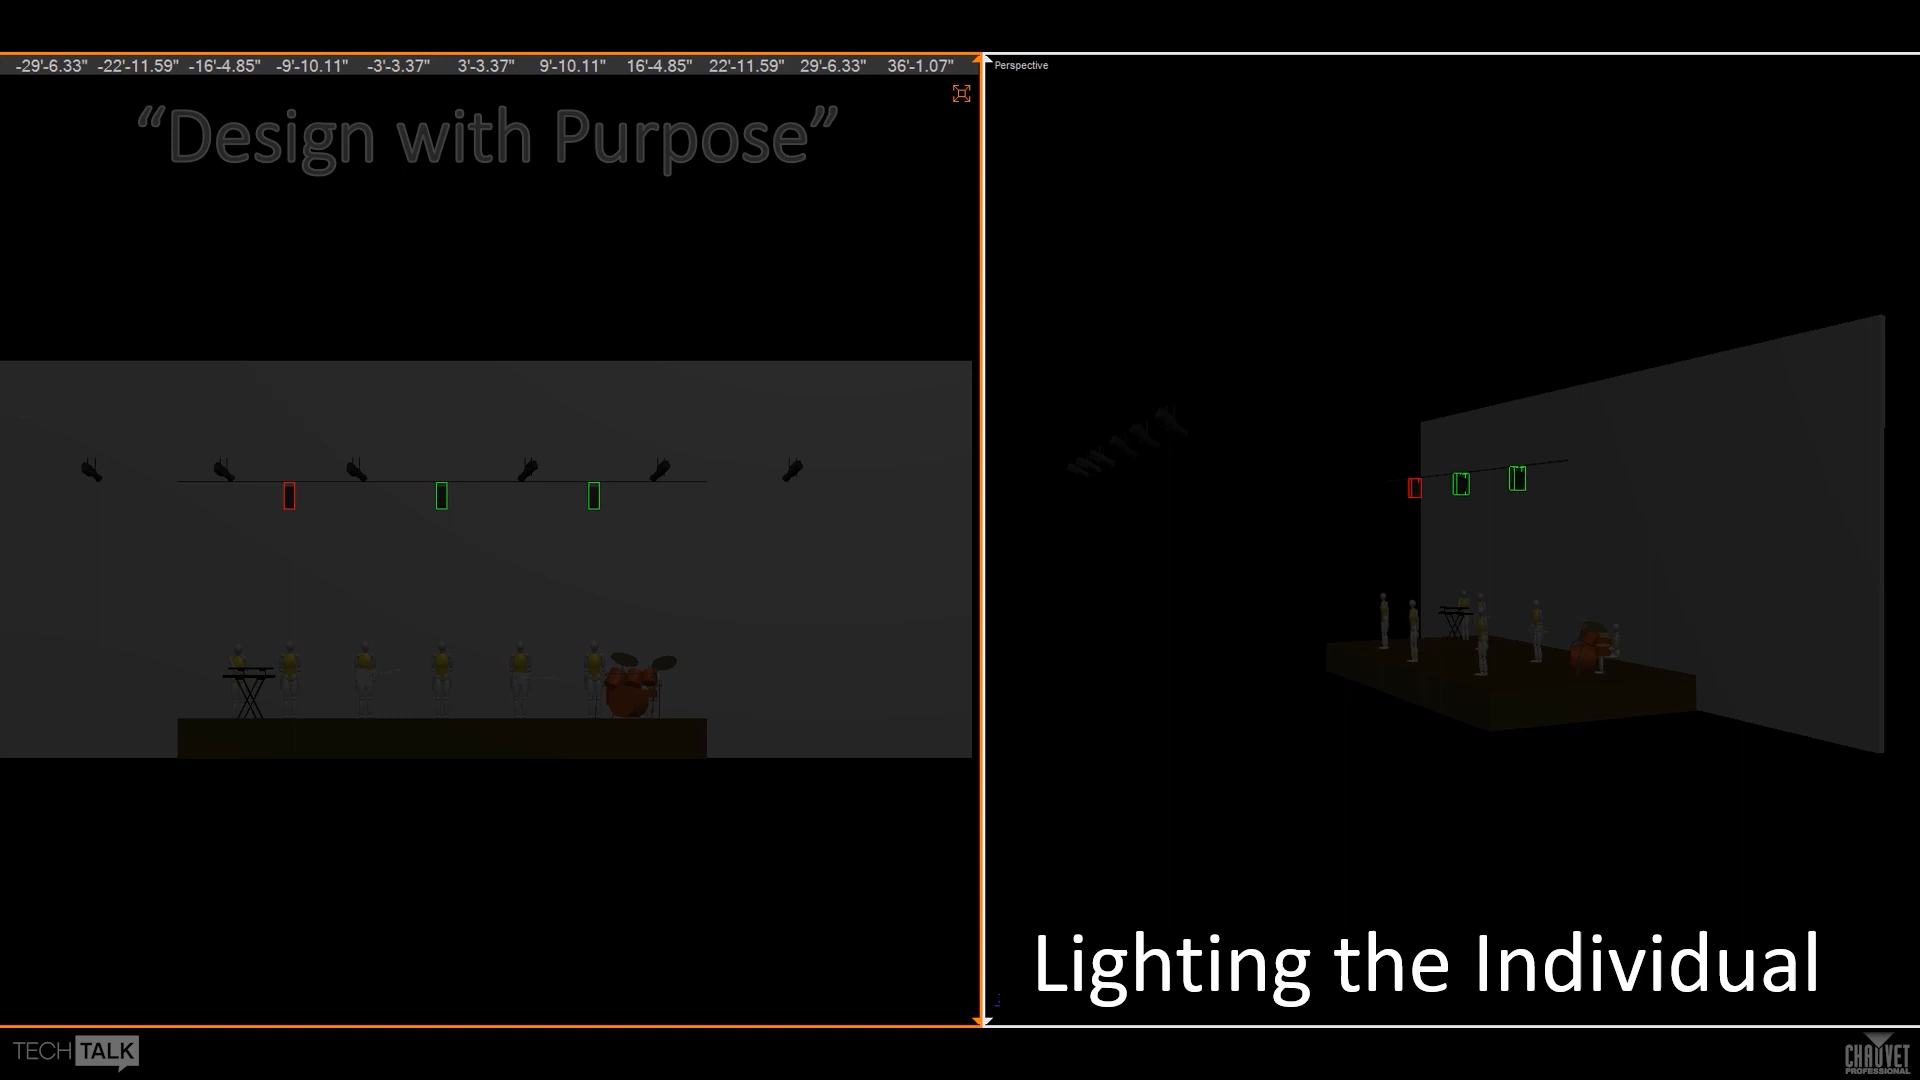 -29'-6.33" -22'-11.59" -16'-4.85" -9'-10.11" -3'-3.37" 3'-3.37" 9'-10.11" 16'-4.85" 22'-11.59" 29'-6.33" 36'-1.07"
Perspective
“Design with Purpose”
Lighting the Individual
TECH TALK
CHAUVET
PROFESSIONAL